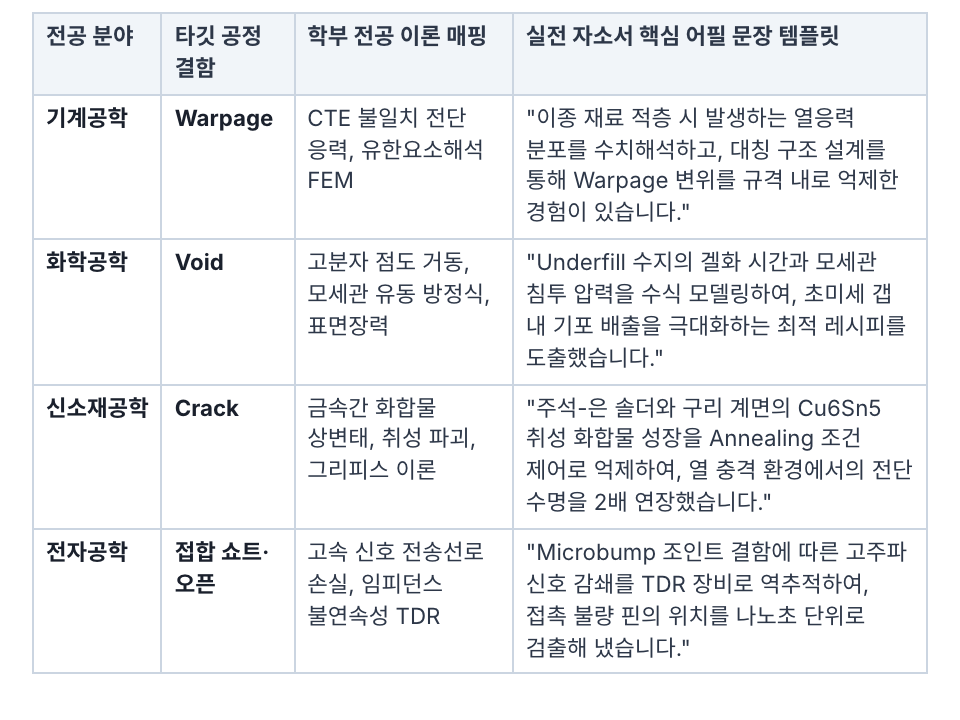 전공 분야
타깃 공정
결함
학부 전공 이론 매핑
실전 자소서 핵심 어필 문장 템플릿
기계공학
Warpage
CTE 불일치 전단
응력, 유한요소해석
FEM
"이종 재료 적층 시 발생하는 열응력
분포를 수치해석하고, 대칭 구조 설계를
통해 Warpage 변위를 규격 내로 억제한
경험이 있습니다."
화학공학
Void
고분자 점도 거동,
모세관 유동 방정식,
표면장력
"Underfill 수지의 겔화 시간과 모세관
침투 압력을 수식 모델링하여, 초미세 갭
내 기포 배출을 극대화하는 최적 레시피를
도출했습니다."
신소재공학
Crack
금속간 화합물
상변태, 취성 파괴,
그리피스 이론
"주석-은 솔더와 구리 계면의 Cu6Sn5
취성 화합물 성장을 Annealing 조건
제어로 억제하여, 열 충격 환경에서의 전단
수명을 2배 연장했습니다."
전자공학
접합 쇼트·
오픈
고속 신호 전송선로
손실, 임피던스
불연속성 TDR
"Microbump 조인트 결함에 따른 고주파
신호 감쇄를 TDR 장비로 역추적하여,
접촉 불량 핀의 위치를 나노초 단위로
검출해 냈습니다."